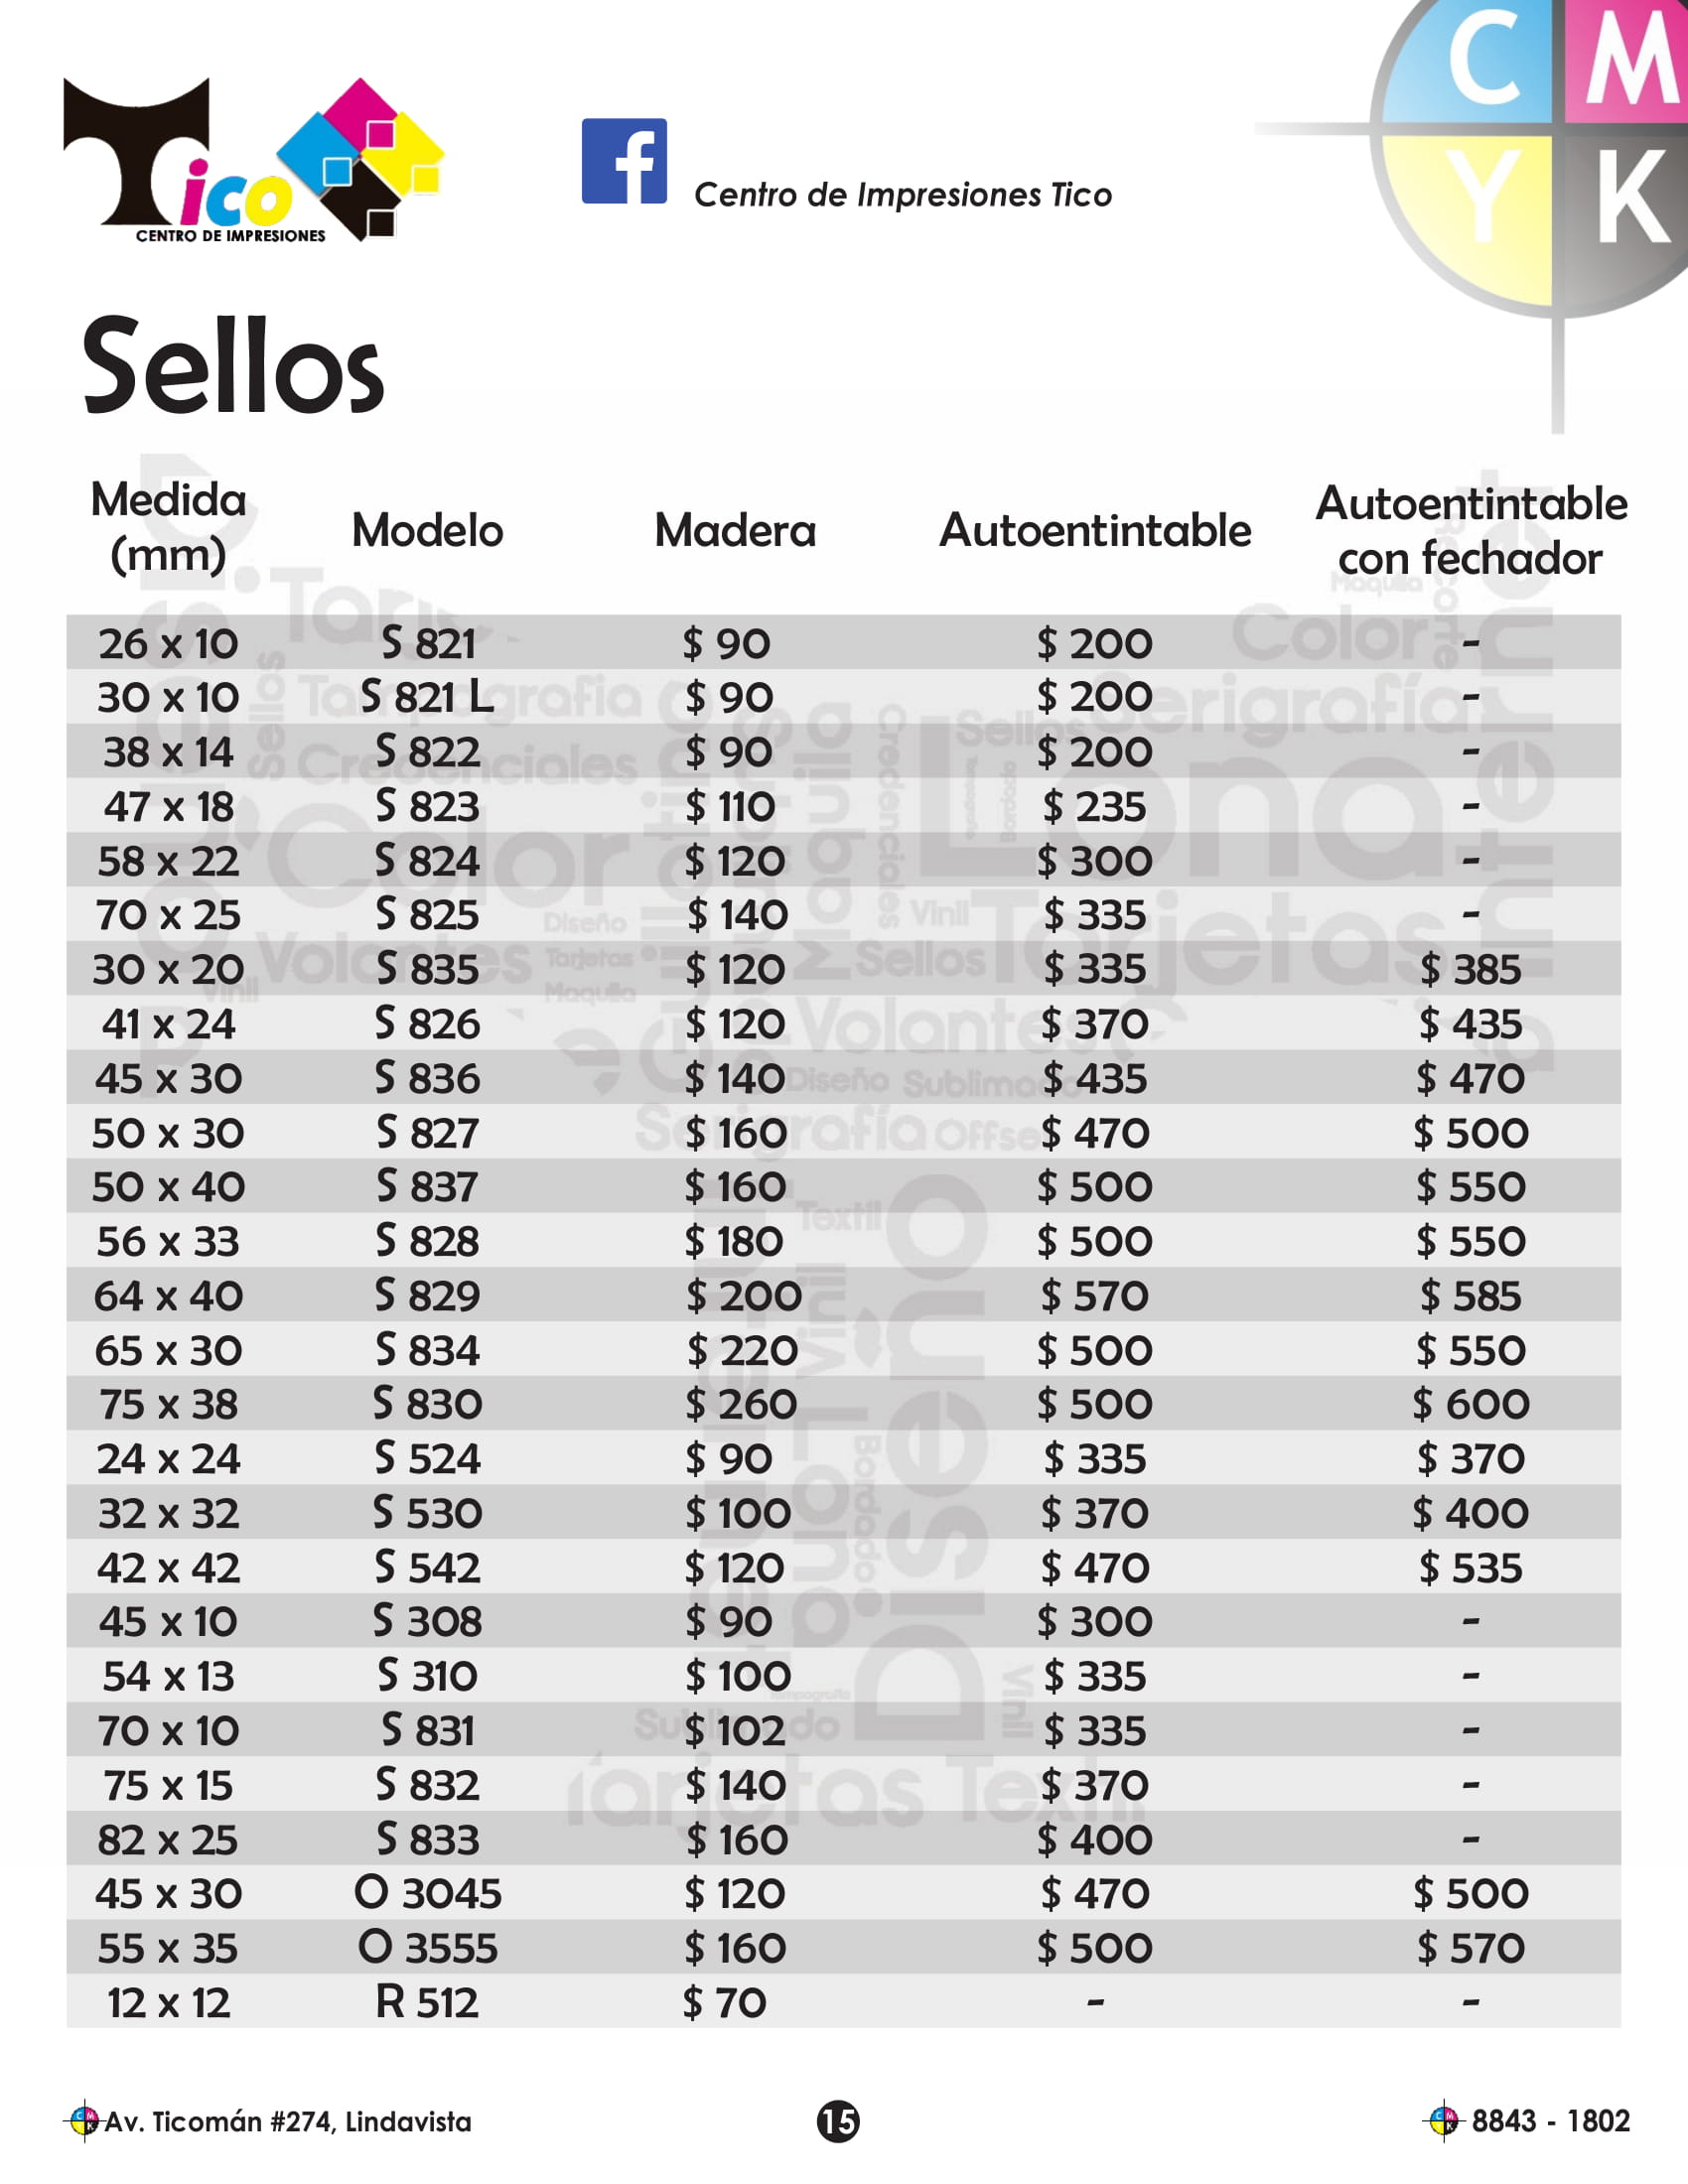 Tico
CENTRO DE IMPRESIONES
f
Centro de Impresiones Tico
C M
Y K
Sellos
Medida (mm) Modelo Madera Autoentintable Autoentintable con fechador
26 x 10 S 821 $ 90 $ 200 -
30 x 10 S 821 L $ 90 $ 200 -
38 x 14 S 822 $ 90 $ 200 -
47 x 18 S 823 $ 110 $ 235 -
58 x 22 S 824 $ 120 $ 300 -
70 x 25 S 825 $ 140 $ 335 -
30 x 20 S 835 $ 120 $ 335 $ 385
41 x 24 S 826 $ 120 $ 370 $ 435
45 x 30 S 836 $ 140 $ 435 $ 470
50 x 30 S 827 $ 160 $ 470 $ 500
50 x 40 S 837 $ 160 $ 500 $ 550
56 x 33 S 828 $ 180 $ 500 $ 550
64 x 40 S 829 $ 200 $ 570 $ 585
65 x 30 S 834 $ 220 $ 500 $ 550
75 x 38 S 830 $ 260 $ 500 $ 600
24 x 24 S 524 $ 90 $ 335 $ 370
32 x 32 S 530 $ 100 $ 370 $ 400
42 x 42 S 542 $ 120 $ 470 $ 535
45 x 10 S 308 $ 90 $ 300 -
54 x 13 S 310 $ 100 $ 335 -
70 x 10 S 831 $ 102 $ 335 -
75 x 15 S 832 $ 140 $ 370 -
82 x 25 S 833 $ 160 $ 400 -
45 x 30 O 3045 $ 120 $ 470 $ 500
55 x 35 O 3555 $ 160 $ 500 $ 570
12 x 12 R 512 $ 70 - -
Av. Ticomán #274, Lindavista
15
8843 - 1802